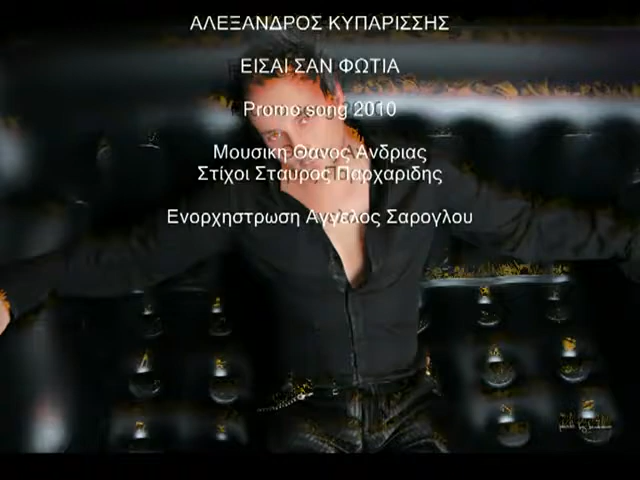 ΑΛΕΞΑΝΔΡΟΣ ΚΥΠΑΡΙΣΣΗΣ
ΕΙΣΑΙ ΣΑΝ ΦΩΤΙΑ
Promo song 2010
Μουσικη Θανος Ανδριας
Στίχοι Σταυρος Παρχαριδης
Ενορχηστρωση Αγγελος Σαρογλου